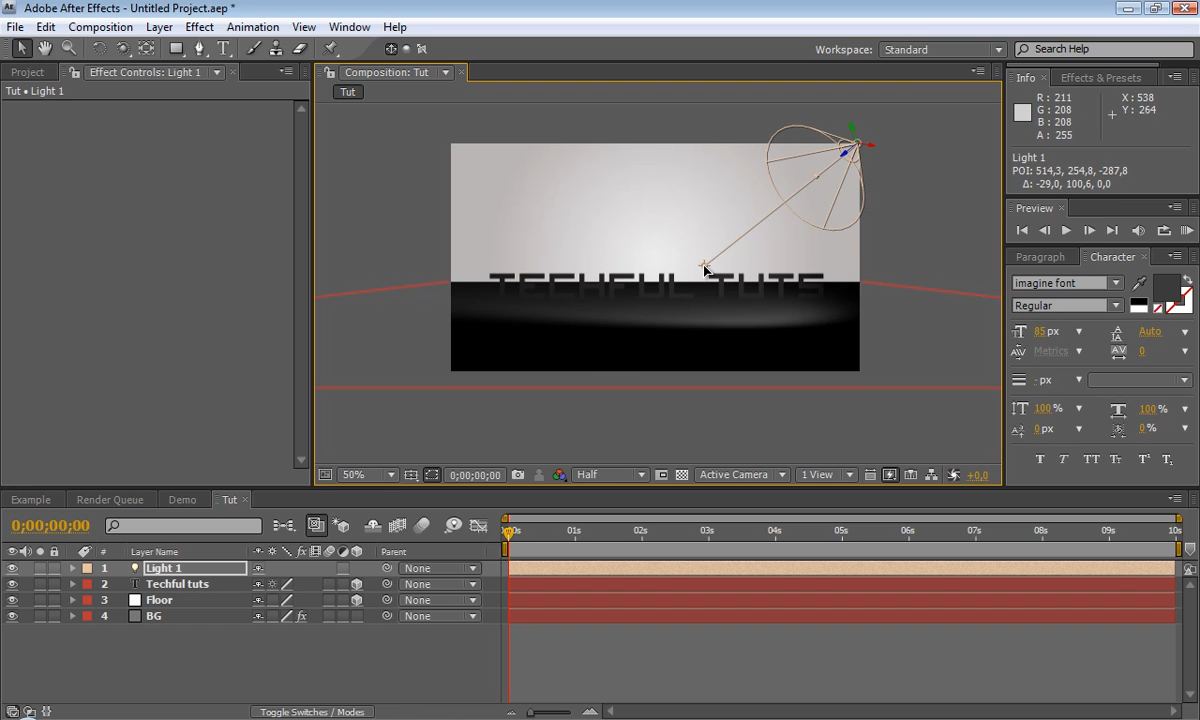 Adobe After Effects - Untitled Project.aep *
File Edit Composition Layer Effect Animation View Window Help
Workspace: Standard Search Help
Project Effect Controls: Light 1
Tut • Light 1
Composition: Tut
Tut
TECHFUL TUTS
50% 0;00;00;00 Half Active Camera 1 View +0,0
Info Effects & Presets
R : 211 X : 538
G : 208 Y : 264
B : 208
A : 255
Light 1
POI: 514,3, 254,8, -287,8
Δ: -29,0, 100,6, 0,0
Preview
Paragraph Character
imagine font
Regular
85 px Auto
Metrics 0
- px
100 % 100 %
0 px 0 %
T T TT Tt T¹ T₁
Example Render Queue Demo Tut
0;00;00;00
# Layer Name Parent
01s 02s 03s 04s 05s 06s 07s 08s 09s 10s
1 Light 1 None
2 Techful tuts None
3 Floor None
4 BG None
Toggle Switches / Modes